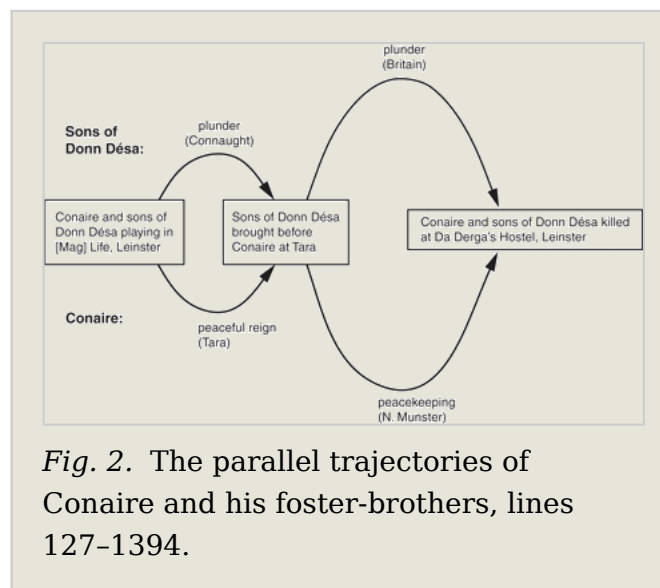 plunder
(Britain)
Sons of
Donn Désa:
plunder
(Connaught)
Conaire and sons of
Donn Désa playing in
[Mag] Life, Leinster
Sons of Donn Désa
brought before
Conaire at Tara
Conaire and sons of Donn Désa killed
at Da Derga's Hostel, Leinster
Conaire:
peaceful reign
(Tara)
peacekeeping
(N. Munster)
Fig. 2. The parallel trajectories of
Conaire and his foster-brothers, lines
127–1394.